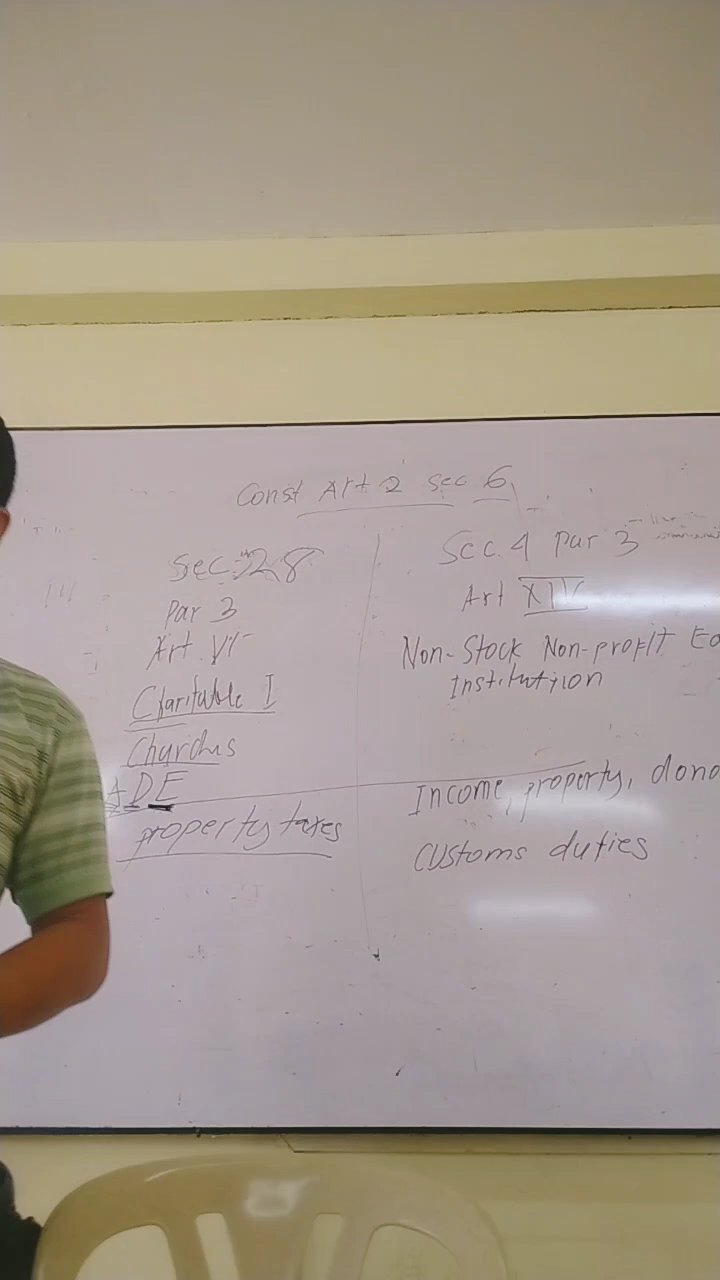 Const Art 2 Sec 6
Sec. 28
Par 3
Art. VI
Charitable I
Churches
ADE
property taxes
Sec. 4 par 3
Art XIV
Non-Stock Non-profit Ed
Institution
Income, property, dono
customs duties